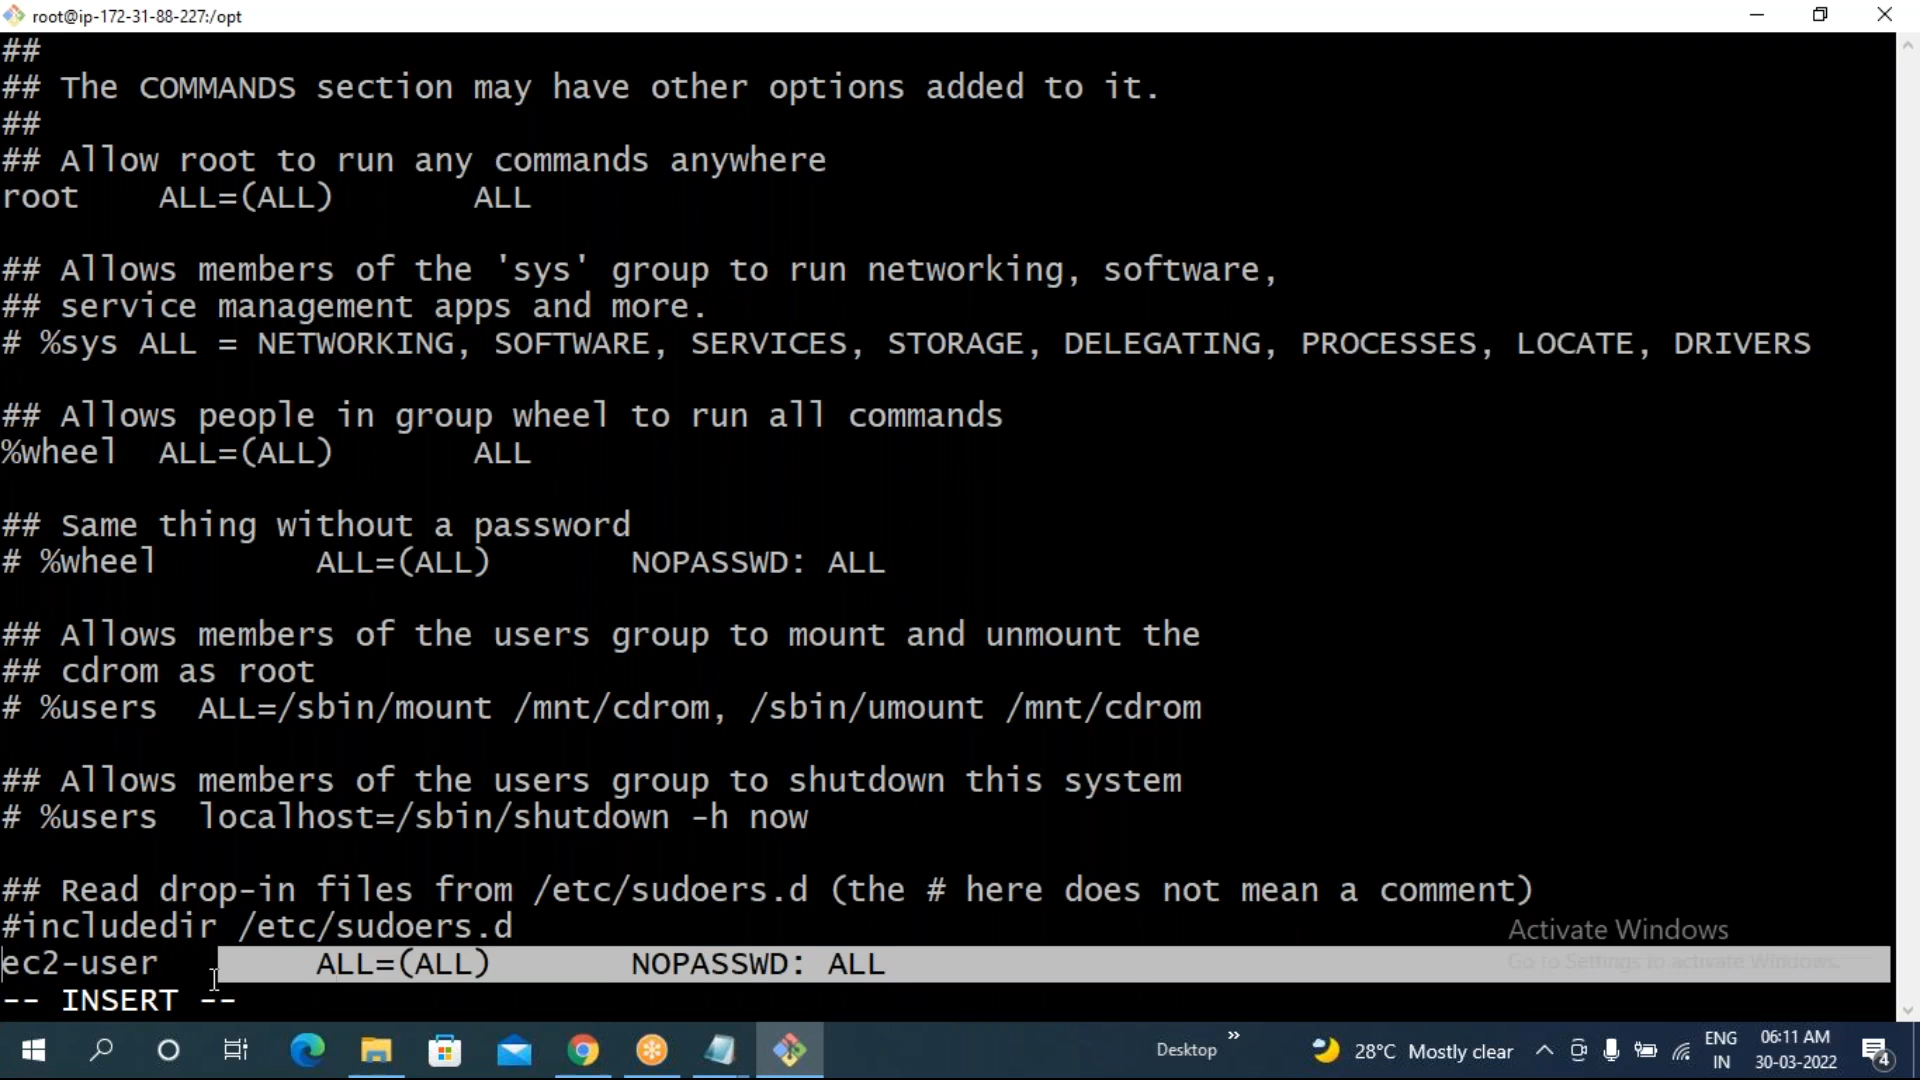 root@ip-172-31-88-227:/opt
##
## The COMMANDS section may have other options added to it.
##
## Allow root to run any commands anywhere
root    ALL=(ALL)       ALL

## Allows members of the 'sys' group to run networking, software,
## service management apps and more.
# %sys ALL = NETWORKING, SOFTWARE, SERVICES, STORAGE, DELEGATING, PROCESSES, LOCATE, DRIVERS

## Allows people in group wheel to run all commands
%wheel  ALL=(ALL)       ALL

## Same thing without a password
# %wheel        ALL=(ALL)       NOPASSWD: ALL

## Allows members of the users group to mount and unmount the
## cdrom as root
# %users  ALL=/sbin/mount /mnt/cdrom, /sbin/umount /mnt/cdrom

## Allows members of the users group to shutdown this system
# %users  localhost=/sbin/shutdown -h now

## Read drop-in files from /etc/sudoers.d (the # here does not mean a comment)
#includedir /etc/sudoers.d
Activate Windows
Go to Settings to activate Windows.
ec2-user        ALL=(ALL)       NOPASSWD: ALL
-- INSERT --
Desktop
28°C Mostly clear
ENG
IN
06:11 AM
30-03-2022
4